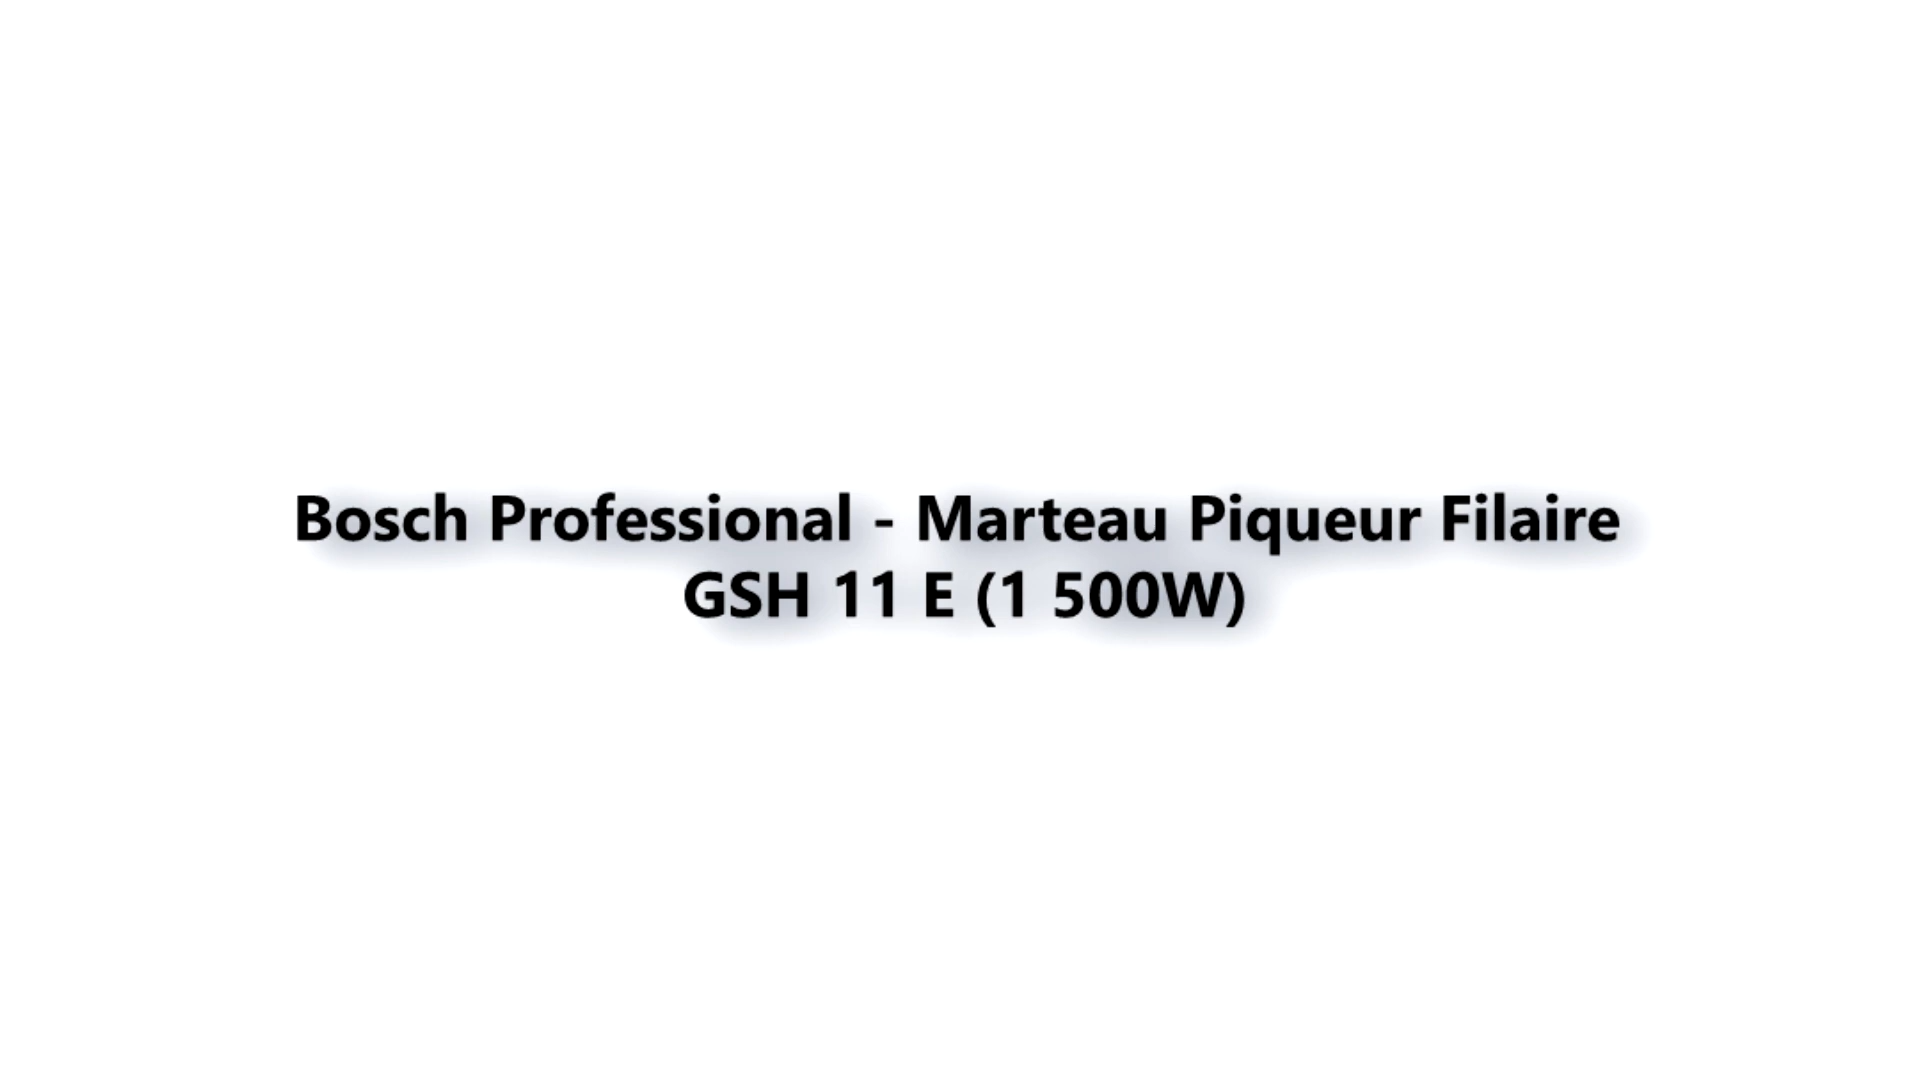 Bosch Professional - Marteau Piqueur Filaire
GSH 11 E (1 500W)